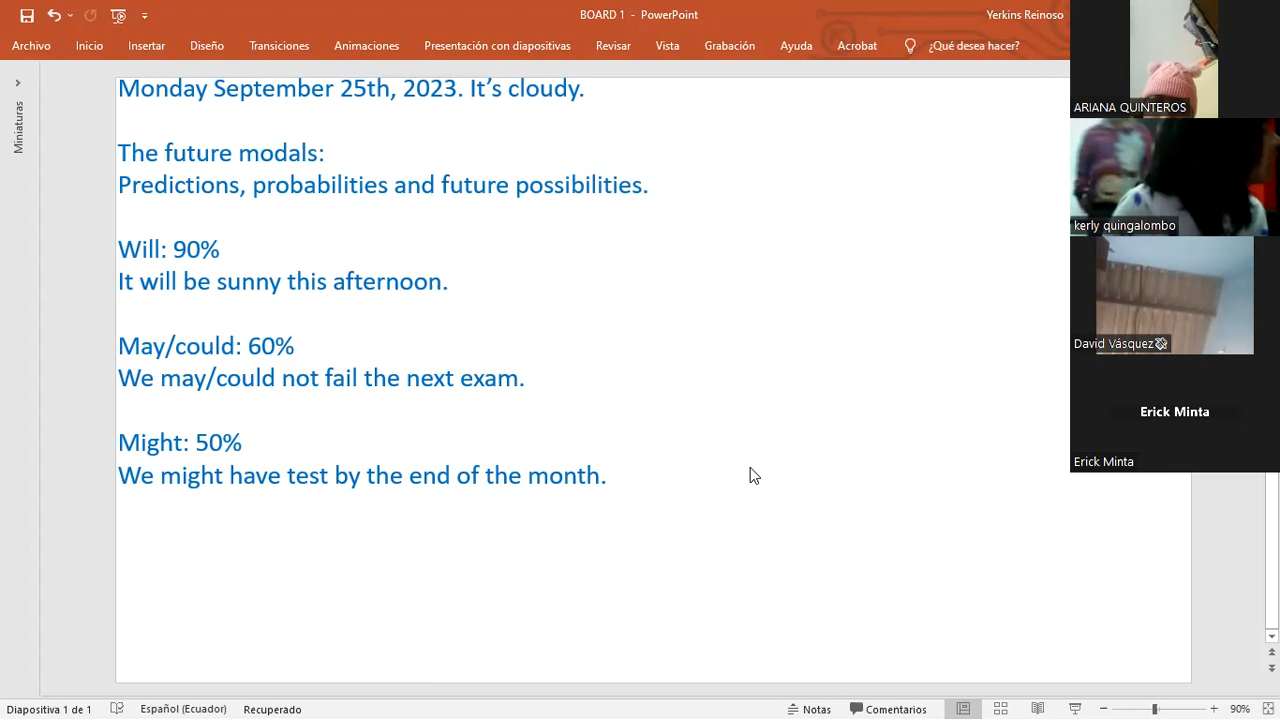 BOARD 1 - PowerPoint
Yerkins Reinoso
Archivo Inicio Insertar Diseño Transiciones Animaciones Presentación con diapositivas Revisar Vista Grabación Ayuda Acrobat ¿Qué desea hacer?
Miniaturas
Monday September 25th, 2023. It’s cloudy.
The future modals:
Predictions, probabilities and future possibilities.
Will: 90%
It will be sunny this afternoon.
May/could: 60%
We may/could not fail the next exam.
Might: 50%
We might have test by the end of the month.
ARIANA QUINTEROS
kerly quingalombo
David Vásquez
Erick Minta
Erick Minta
Diapositiva 1 de 1 Español (Ecuador) Recuperado Notas Comentarios 90%